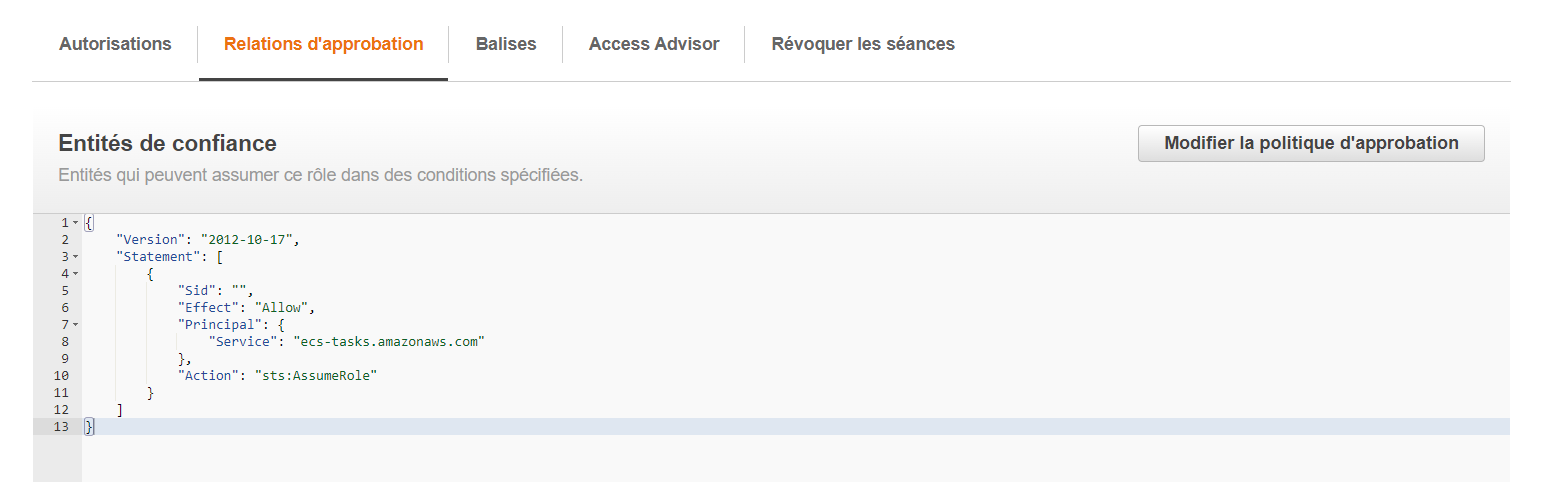 Autorisations Relations d'approbation Balises Access Advisor Révoquer les séances
Entités de confiance
Modifier la politique d'approbation
Entités qui peuvent assumer ce rôle dans des conditions spécifiées.
1 {
2 "Version": "2012-10-17",
3 "Statement": [
4 {
5 "Sid": "",
6 "Effect": "Allow",
7 "Principal": {
8 "Service": "ecs-tasks.amazonaws.com"
9 },
10 "Action": "sts:AssumeRole"
11 }
12 ]
13 }